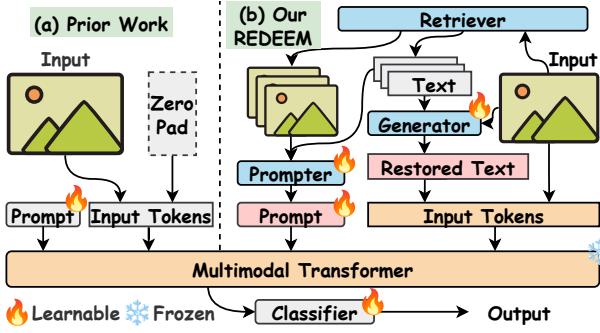 (a) Prior Work
Input
Zero
Pad
Prompt
Input Tokens
(b) Our
REDEEM
Retriever
Text
Input
Generator
Prompter
Restored Text
Prompt
Input Tokens
Multimodal Transformer
Learnable
Frozen
Classifier
Output